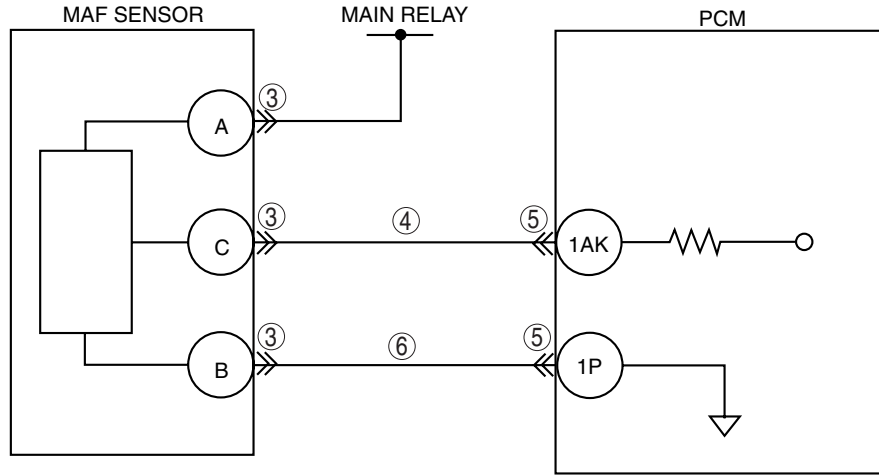 MAF SENSOR MAIN RELAY PCM
A ③
C ③ ④ ⑤ 1AK
B ③ ⑥ ⑤ 1P